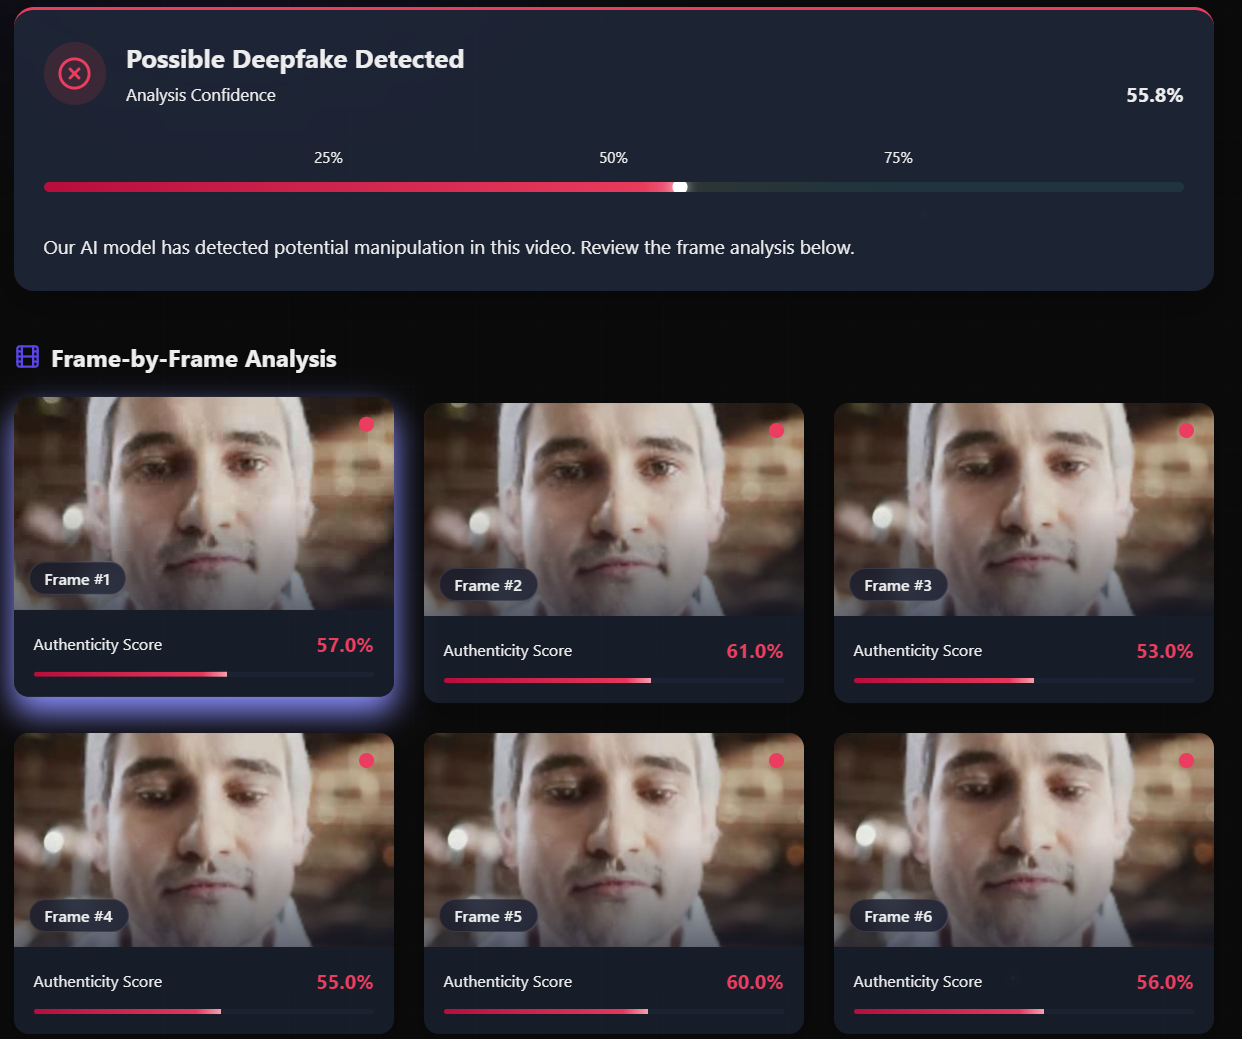 Possible Deepfake Detected
Analysis Confidence 55.8%
25% 50% 75%
Our AI model has detected potential manipulation in this video. Review the frame analysis below.
Frame-by-Frame Analysis
Frame #1 Frame #2 Frame #3
Authenticity Score 57.0% Authenticity Score 61.0% Authenticity Score 53.0%
Frame #4 Frame #5 Frame #6
Authenticity Score 55.0% Authenticity Score 60.0% Authenticity Score 56.0%